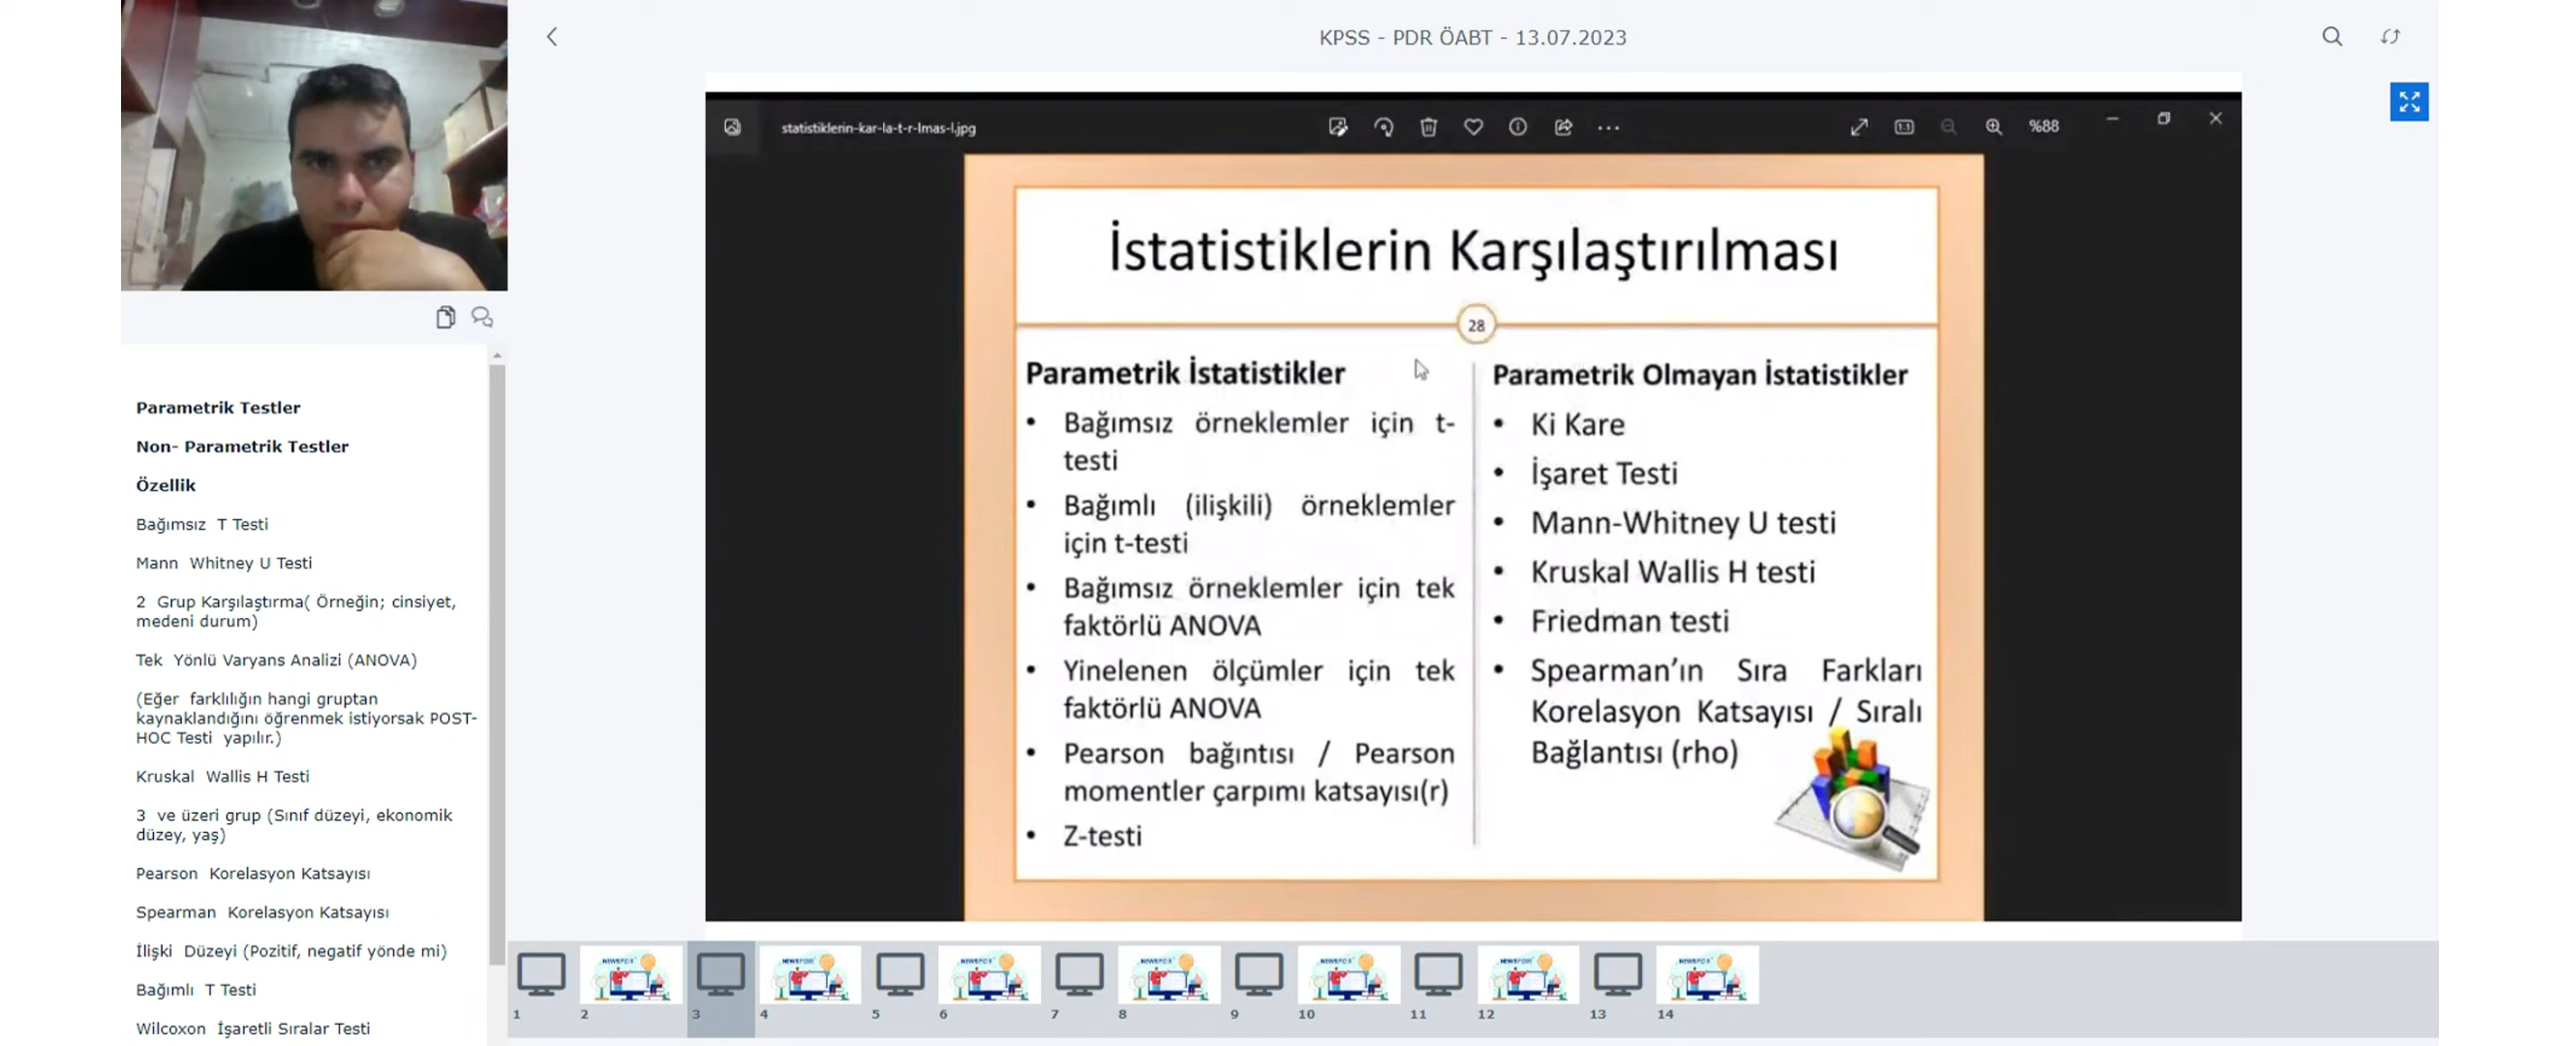 KPSS - PDR ÖABT - 13.07.2023
statistiklerin-kar-la-t-r-lmas-l.jpg
%88
İstatistiklerin Karşılaştırılması
28
Parametrik İstatistikler
• Bağımsız örneklemler için t-
testi
• Bağımlı (ilişkili) örneklemler
için t-testi
• Bağımsız örneklemler için tek
faktörlü ANOVA
• Yinelenen ölçümler için tek
faktörlü ANOVA
• Pearson bağıntısı / Pearson
momentler çarpımı katsayısı(r)
• Z-testi
Parametrik Olmayan İstatistikler
• Ki Kare
• İşaret Testi
• Mann-Whitney U testi
• Kruskal Wallis H testi
• Friedman testi
• Spearman’ın Sıra Farkları
Korelasyon Katsayısı / Sıralı
Bağlantısı (rho)
Parametrik Testler
Non- Parametrik Testler
Özellik
Bağımsız T Testi
Mann Whitney U Testi
2 Grup Karşılaştırma( Örneğin; cinsiyet,
medeni durum)
Tek Yönlü Varyans Analizi (ANOVA)
(Eğer farklılığın hangi gruptan
kaynaklandığını öğrenmek istiyorsak POST-
HOC Testi yapılır.)
Kruskal Wallis H Testi
3 ve üzeri grup (Sınıf düzeyi, ekonomik
düzey, yaş)
Pearson Korelasyon Katsayısı
Spearman Korelasyon Katsayısı
İlişki Düzeyi (Pozitif, negatif yönde mi)
Bağımlı T Testi
Wilcoxon İşaretli Sıralar Testi
1 2 3 4 5 6 7 8 9 10 11 12 13 14